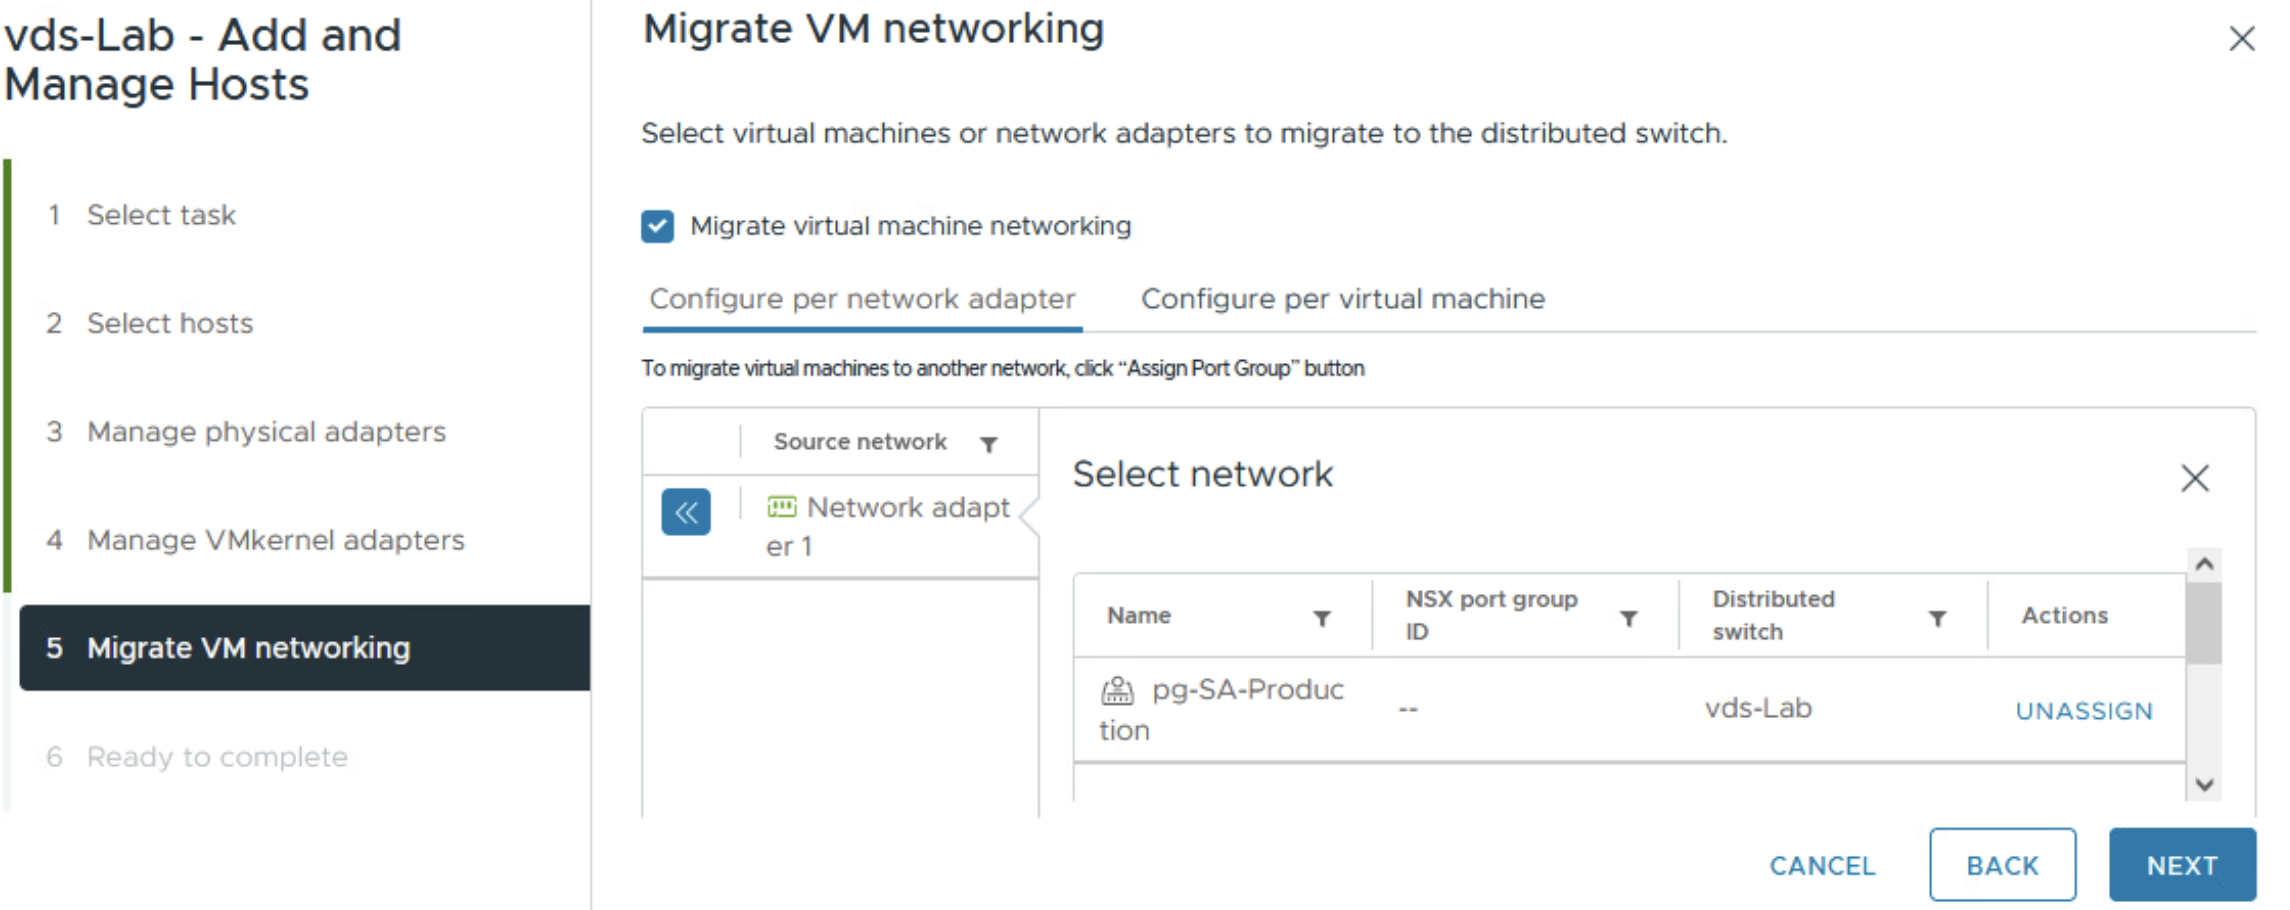 vds-Lab - Add and
Manage Hosts
1 Select task
2 Select hosts
3 Manage physical adapters
4 Manage VMkernel adapters
5 Migrate VM networking
6 Ready to complete
Migrate VM networking
Select virtual machines or network adapters to migrate to the distributed switch.
Migrate virtual machine networking
Configure per network adapter Configure per virtual machine
To migrate virtual machines to another network, click “Assign Port Group” button
Source network
Network adapt
er 1
Select network
Name
NSX port group
ID
Distributed
switch
Actions
pg-SA-Produc
tion
--
vds-Lab
UNASSIGN
CANCEL BACK NEXT